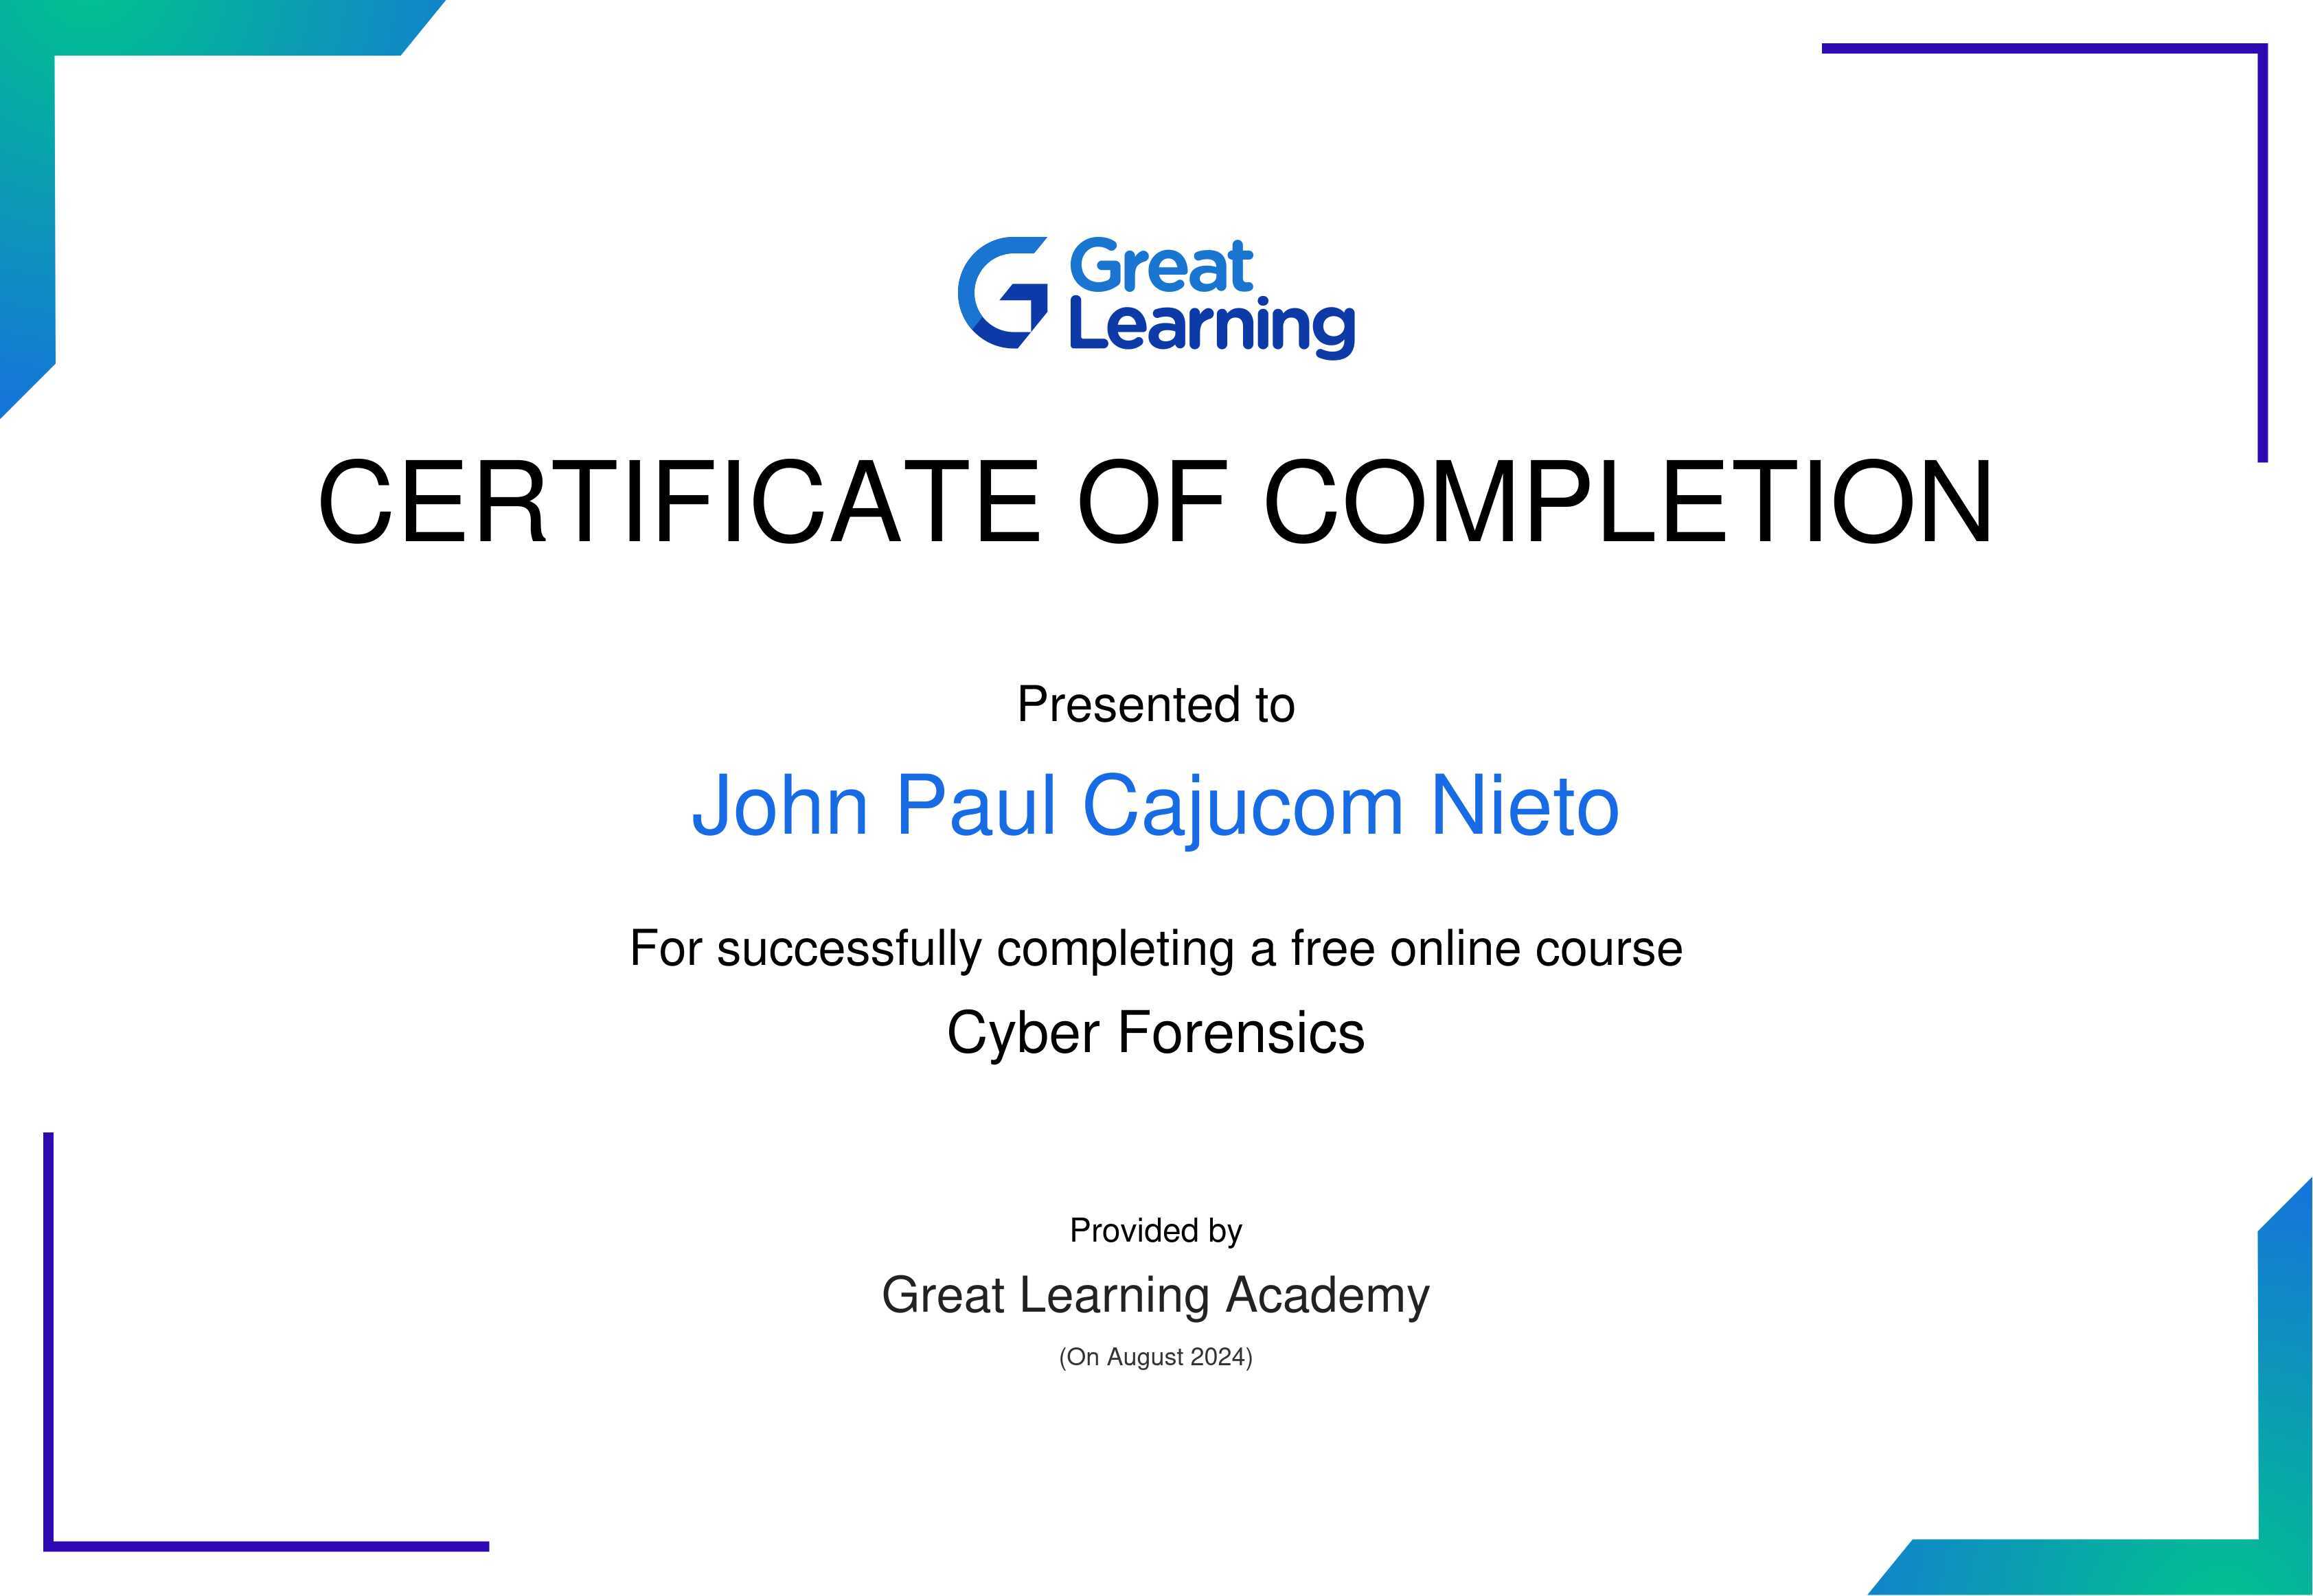 Great
Learning
CERTIFICATE OF COMPLETION
Presented to
John Paul Cajucom Nieto
For successfully completing a free online course
Cyber Forensics
Provided by
Great Learning Academy
(On August 2024)